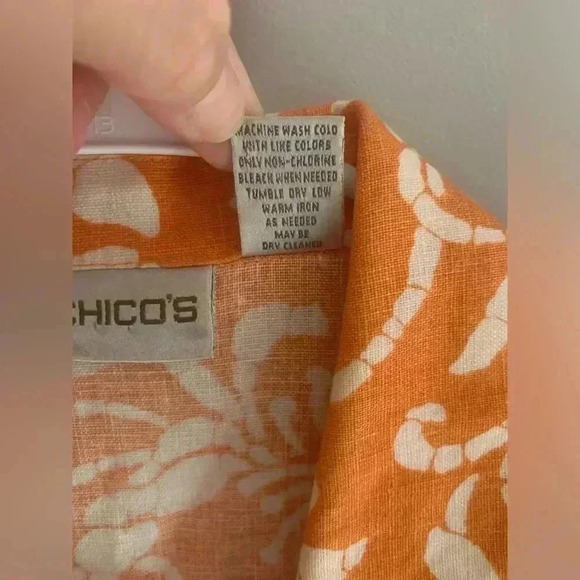 13
MACHINE WASH COLD
WITH LIKE COLORS
ONLY NON-CHLORINE
BLEACH WHEN NEEDED
TUMBLE DRY LOW
WARM IRON
AS NEEDED
MAY BE
DRY CLEANED
CHICO'S